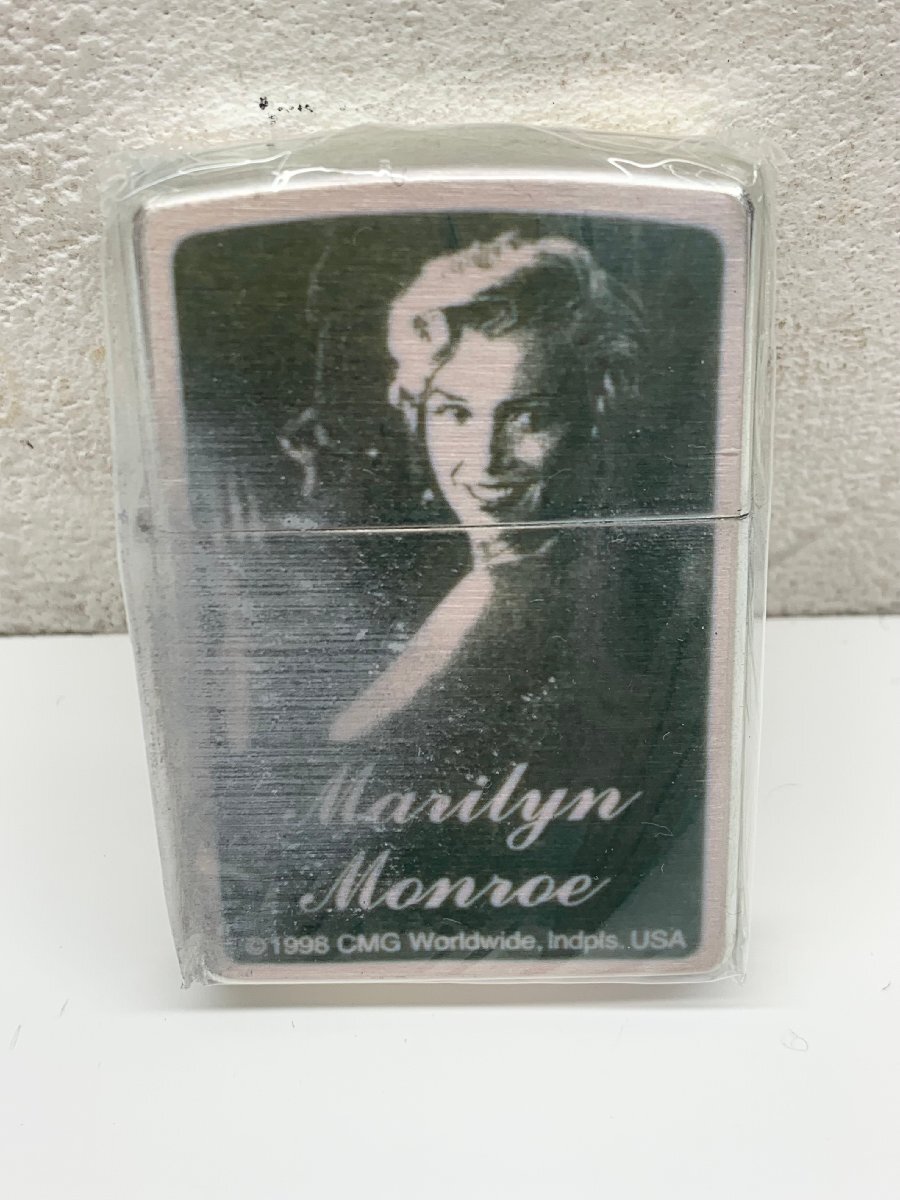 Marilyn
Monroe
©1998 CMG Worldwide, Indpls. USA